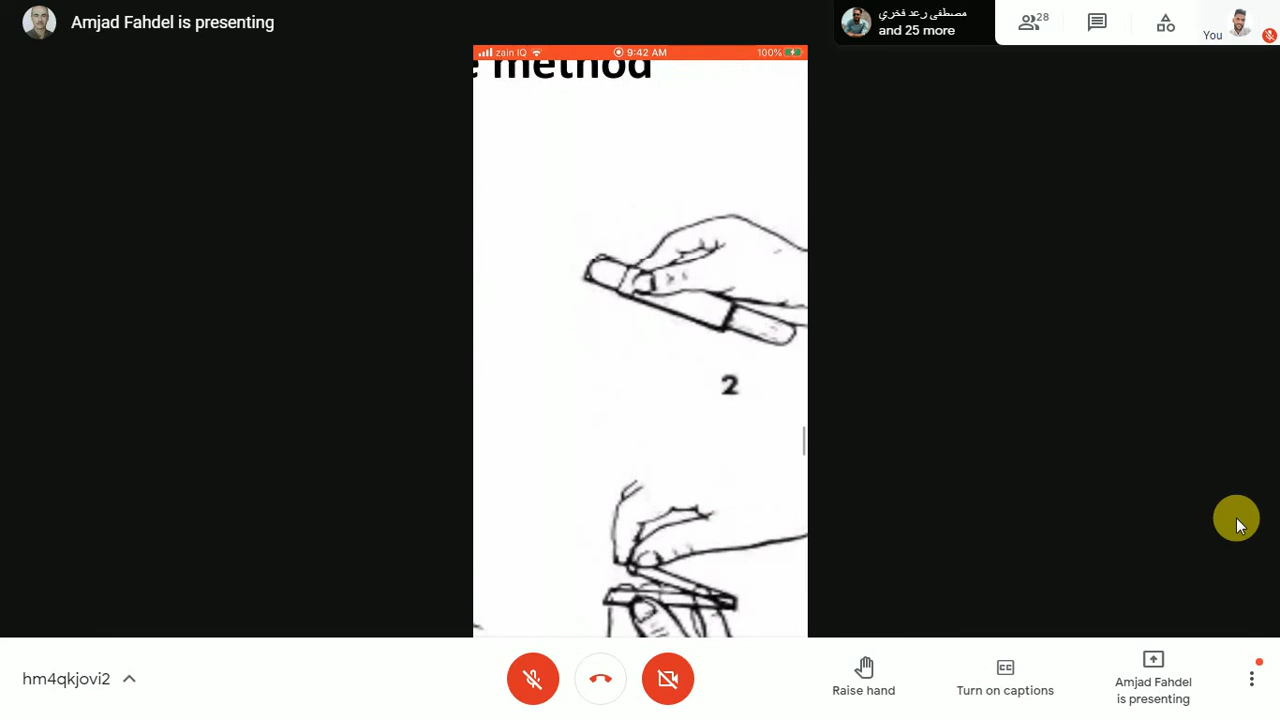 Amjad Fahdel is presenting
مصطفى رعد فخري
and 25 more
28
You
zain IQ
9:42 AM
100%
e method
2
hm4qkjovi2
Raise hand
Turn on captions
Amjad Fahdel
is presenting